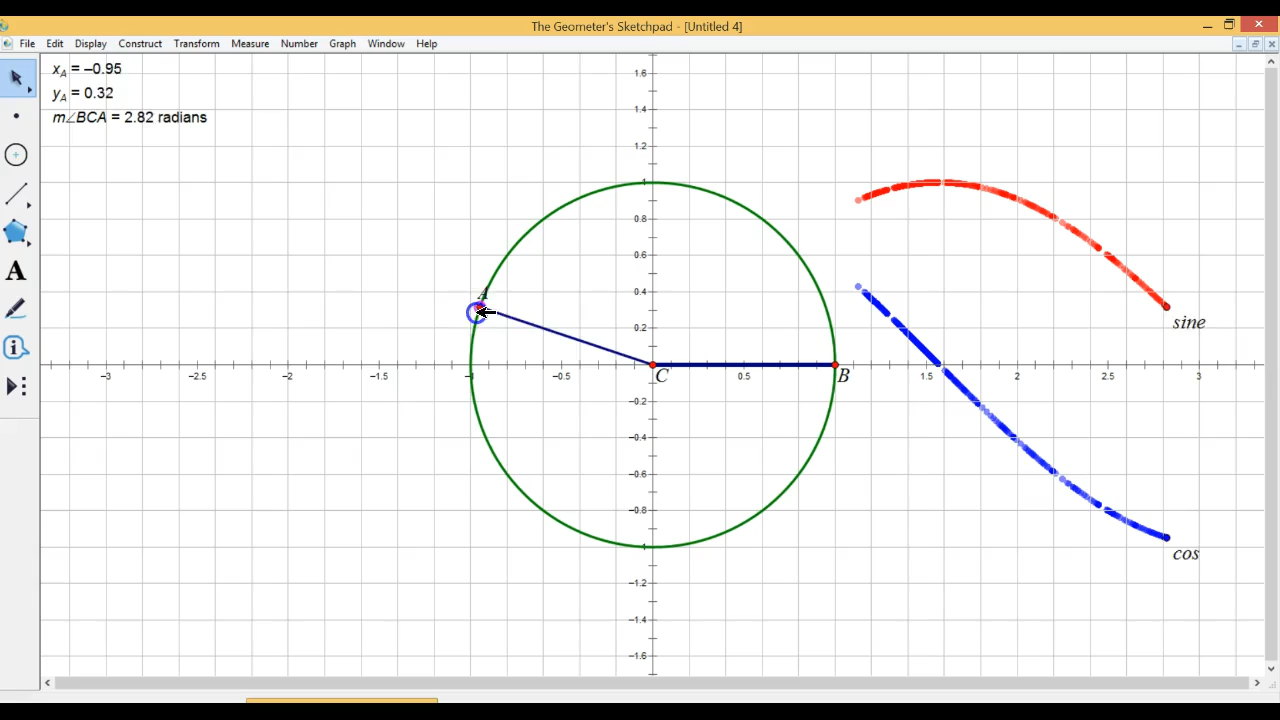 The Geometer's Sketchpad - [Untitled 4]
File Edit Display Construct Transform Measure Number Graph Window Help
x_A = –0.95
y_A = 0.32
m∠BCA = 2.82 radians
1.6
1.4
1.2
1
0.8
0.6
0.4
0.2
A
sine
–3 –2.5 –2 –1.5 –1 –0.5 C 0.5 B 1.5 2 2.5 3
–0.2
–0.4
–0.6
–0.8
–1
cos
–1.2
–1.4
–1.6
A